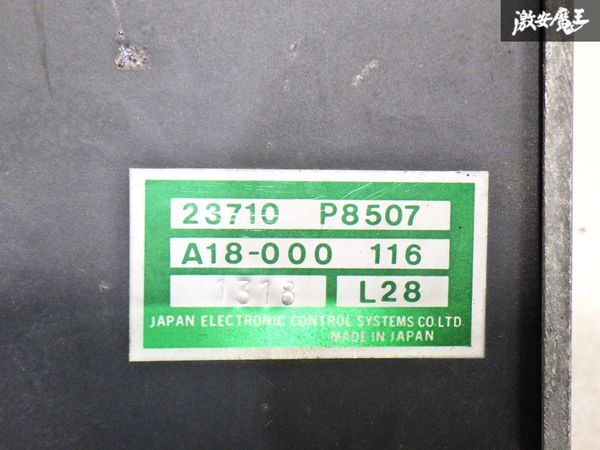 激安魔王
23710 P8507
A18-000 116
1318 L28
JAPAN ELECTRONIC CONTROL SYSTEMS CO.LTD.
MADE IN JAPAN